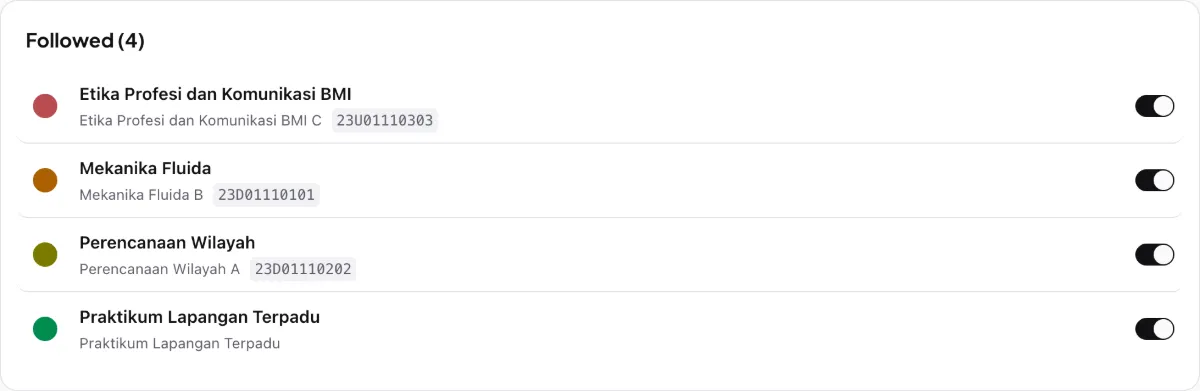 Followed (4)
Etika Profesi dan Komunikasi BMI
Etika Profesi dan Komunikasi BMI C 23U01110303
Mekanika Fluida
Mekanika Fluida B 23D01110101
Perencanaan Wilayah
Perencanaan Wilayah A 23D01110202
Praktikum Lapangan Terpadu
Praktikum Lapangan Terpadu